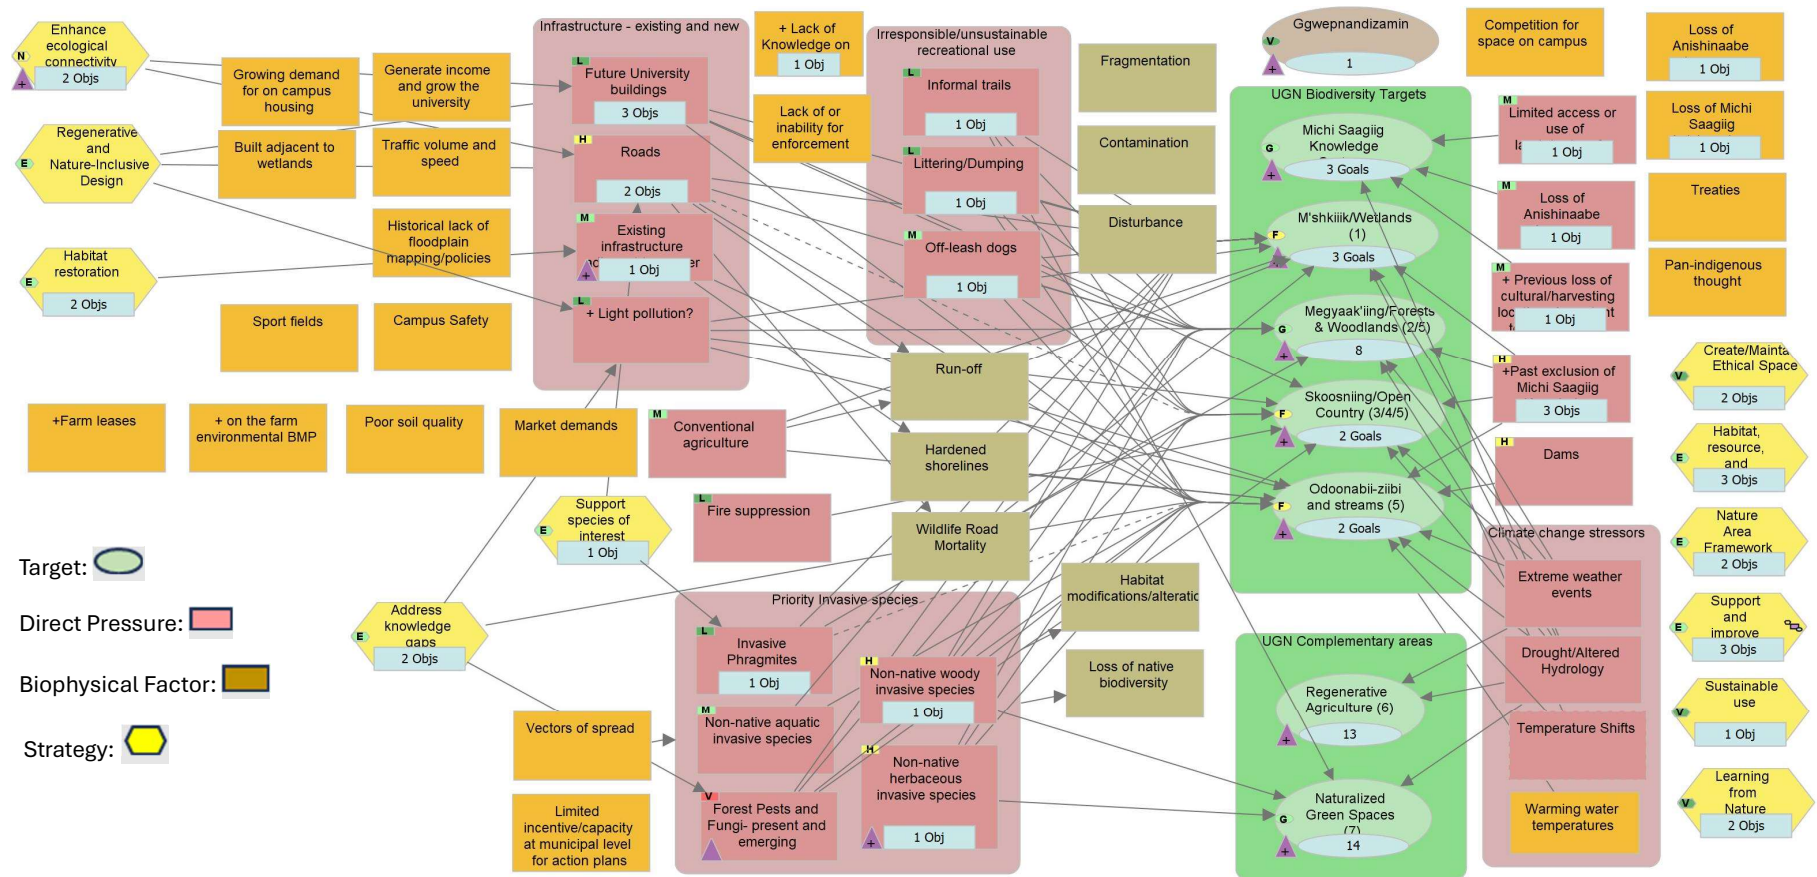 Enhance
ecological
connectivity
N
+
2 Objs
Regenerative
and
Nature-Inclusive
Design
E
Habitat
restoration
E
2 Objs
Growing demand
for on campus
housing
Generate income
and grow the
university
Built adjacent to
wetlands
Traffic volume and
speed
Historical lack of
floodplain
mapping/policies
Sport fields
Campus Safety
+Farm leases
+ on the farm
environmental BMP
Poor soil quality
Market demands
Infrastructure - existing and new
L
Future University
buildings
3 Objs
H
Roads
2 Objs
M
Existing
infrastructure
er
+
1 Obj
L
+ Light pollution?
+ Lack of
Knowledge on
1 Obj
Lack of or
inability for
enforcement
Irresponsible/unsustainable
recreational use
L
Informal trails
1 Obj
L
Littering/Dumping
1 Obj
M
Off-leash dogs
1 Obj
Fragmentation
Contamination
Disturbance
Run-off
Hardened
shorelines
Wildlife Road
Mortality
M
Conventional
agriculture
L
Fire suppression
Support
species of
interest
E
1 Obj
Address
knowledge
gaps
E
2 Objs
Vectors of spread
Limited
incentive/capacity
at municipal level
for action plans
Priority Invasive species
L
Invasive
Phragmites
1 Obj
M
Non-native aquatic
invasive species
V
Forest Pests and
Fungi- present and
emerging
H
Non-native woody
invasive species
1 Obj
H
Non-native
herbaceous
invasive species
+
1 Obj
Habitat
modifications/alteratic
Loss of native
biodiversity
Ggwepnandizamin
V
+
1
UGN Biodiversity Targets
Michi Saagiig
Knowledge
G
+
3 Goals
M'shkiik/Wetlands
(1)
F
3 Goals
Megyaak'iing/Forests
& Woodlands (2/5)
G
+
8
Skoosniing/Open
Country (3/4/5)
F
+
2 Goals
Odoonabii-ziibi
and streams (5)
F
+
2 Goals
UGN Complementary areas
Regenerative
Agriculture (6)
+
13
Naturalized
Green Spaces
(7)
G
+
14
Competition for
space on campus
M
Limited access or
use of
la
1 Obj
M
Loss of
Anishinaabe
1 Obj
M
+ Previous loss of
cultural/harvesting
1 Obj
H
+Past exclusion of
Michi Saagiig
3 Objs
H
Dams
Climate change stressors
Extreme weather
events
Drought/Altered
Hydrology
Temperature Shifts
Warming water
temperatures
Loss of
Anishinaabe
1 Obj
Loss of Michi
Saagiig
1 Obj
Treaties
Pan-indigenous
thought
Create/Mainta
Ethical Space
V
2 Objs
Habitat,
resource,
and
E
3 Objs
Nature
Area
Framework
E
2 Objs
Support
and
improve
E
3 Objs
Sustainable
use
V
1 Obj
Learning
from
Nature
V
2 Objs
Target:
Direct Pressure:
Biophysical Factor:
Strategy: